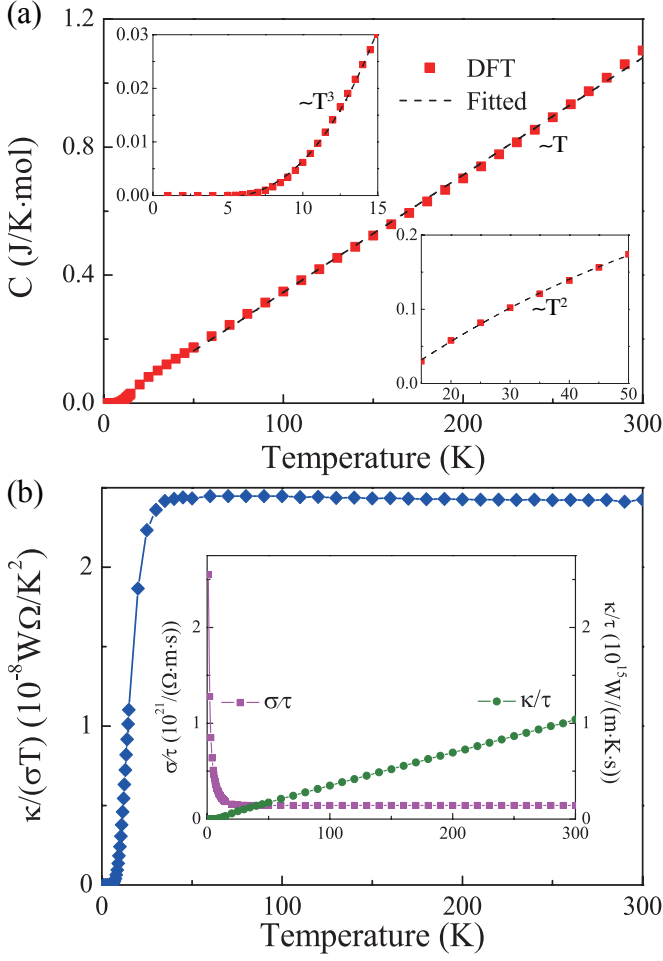 (a)
1.2
0.8
0.4
0.0
C (J/K·mol)
0.03
0.02
0.01
0.00
0 5 10 15
~T³
DFT
Fitted
~T
0.2
0.1
0.0
20 30 40 50
~T²
0 100 200 300
Temperature (K)
(b)
2
1
0
κ/(σT) (10⁻⁸WΩ/K²)
σ/τ (10²¹/(Ω·m·s))
2
1
0
σ/τ
κ/τ
2
1
0
κ/τ (10¹⁵W/(m·K·s))
0 100 200 300
0 100 200 300
Temperature (K)